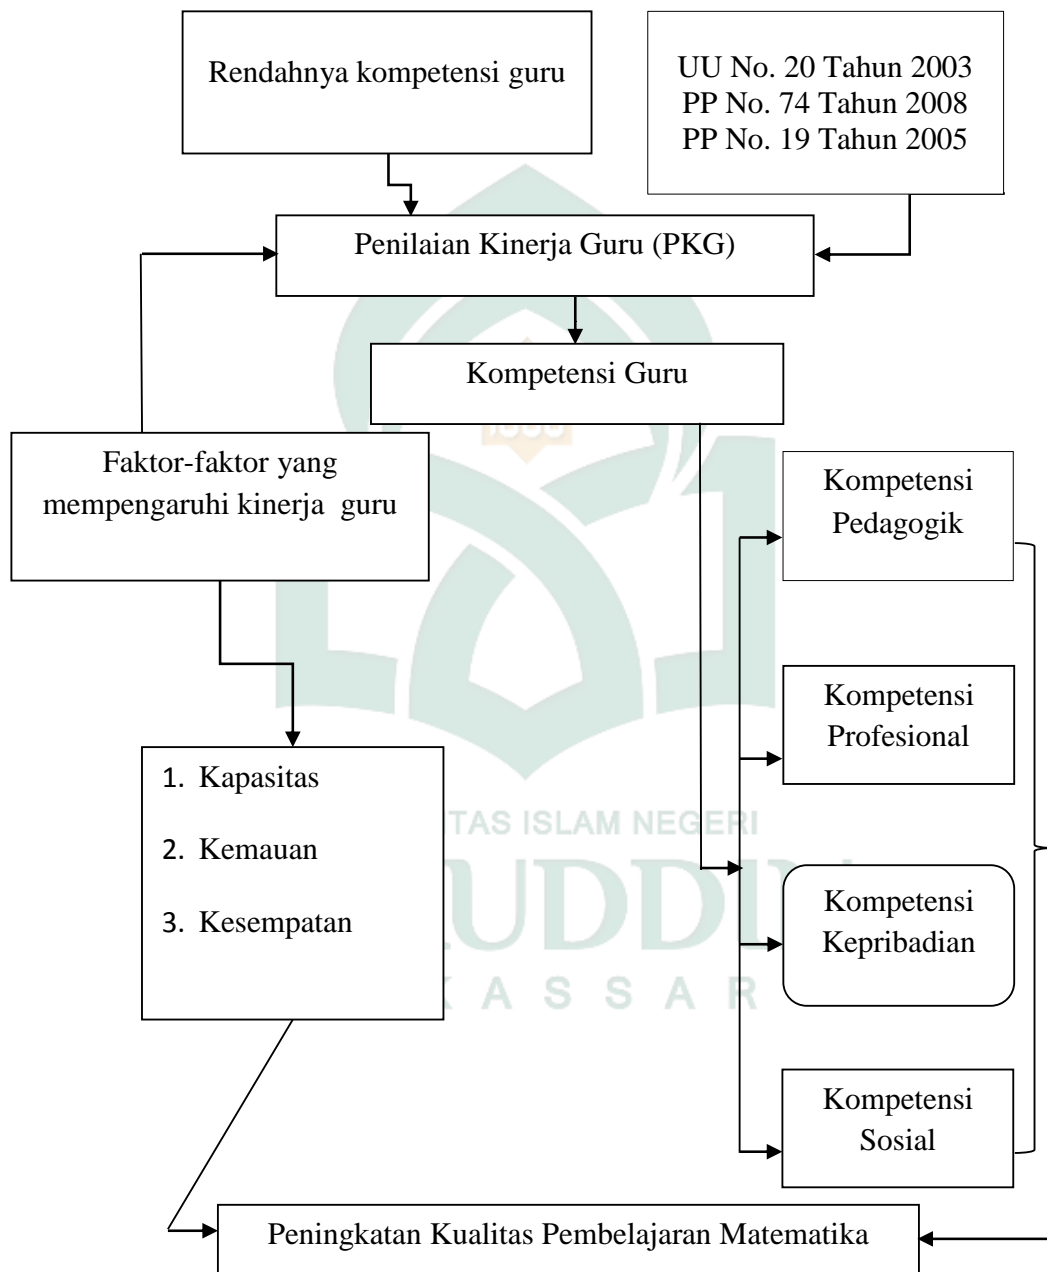 Rendahnya kompetensi guru
UU No. 20 Tahun 2003
PP No. 74 Tahun 2008
PP No. 19 Tahun 2005
Penilaian Kinerja Guru (PKG)
Kompetensi Guru
Faktor-faktor yang
mempengaruhi kinerja guru
Kompetensi
Pedagogik
Kompetensi
Profesional
1. Kapasitas
2. Kemauan
3. Kesempatan
ISLAM NEGERI
Kompetensi
Kepribadian
Kompetensi
Sosial
Peningkatan Kualitas Pembelajaran Matematika